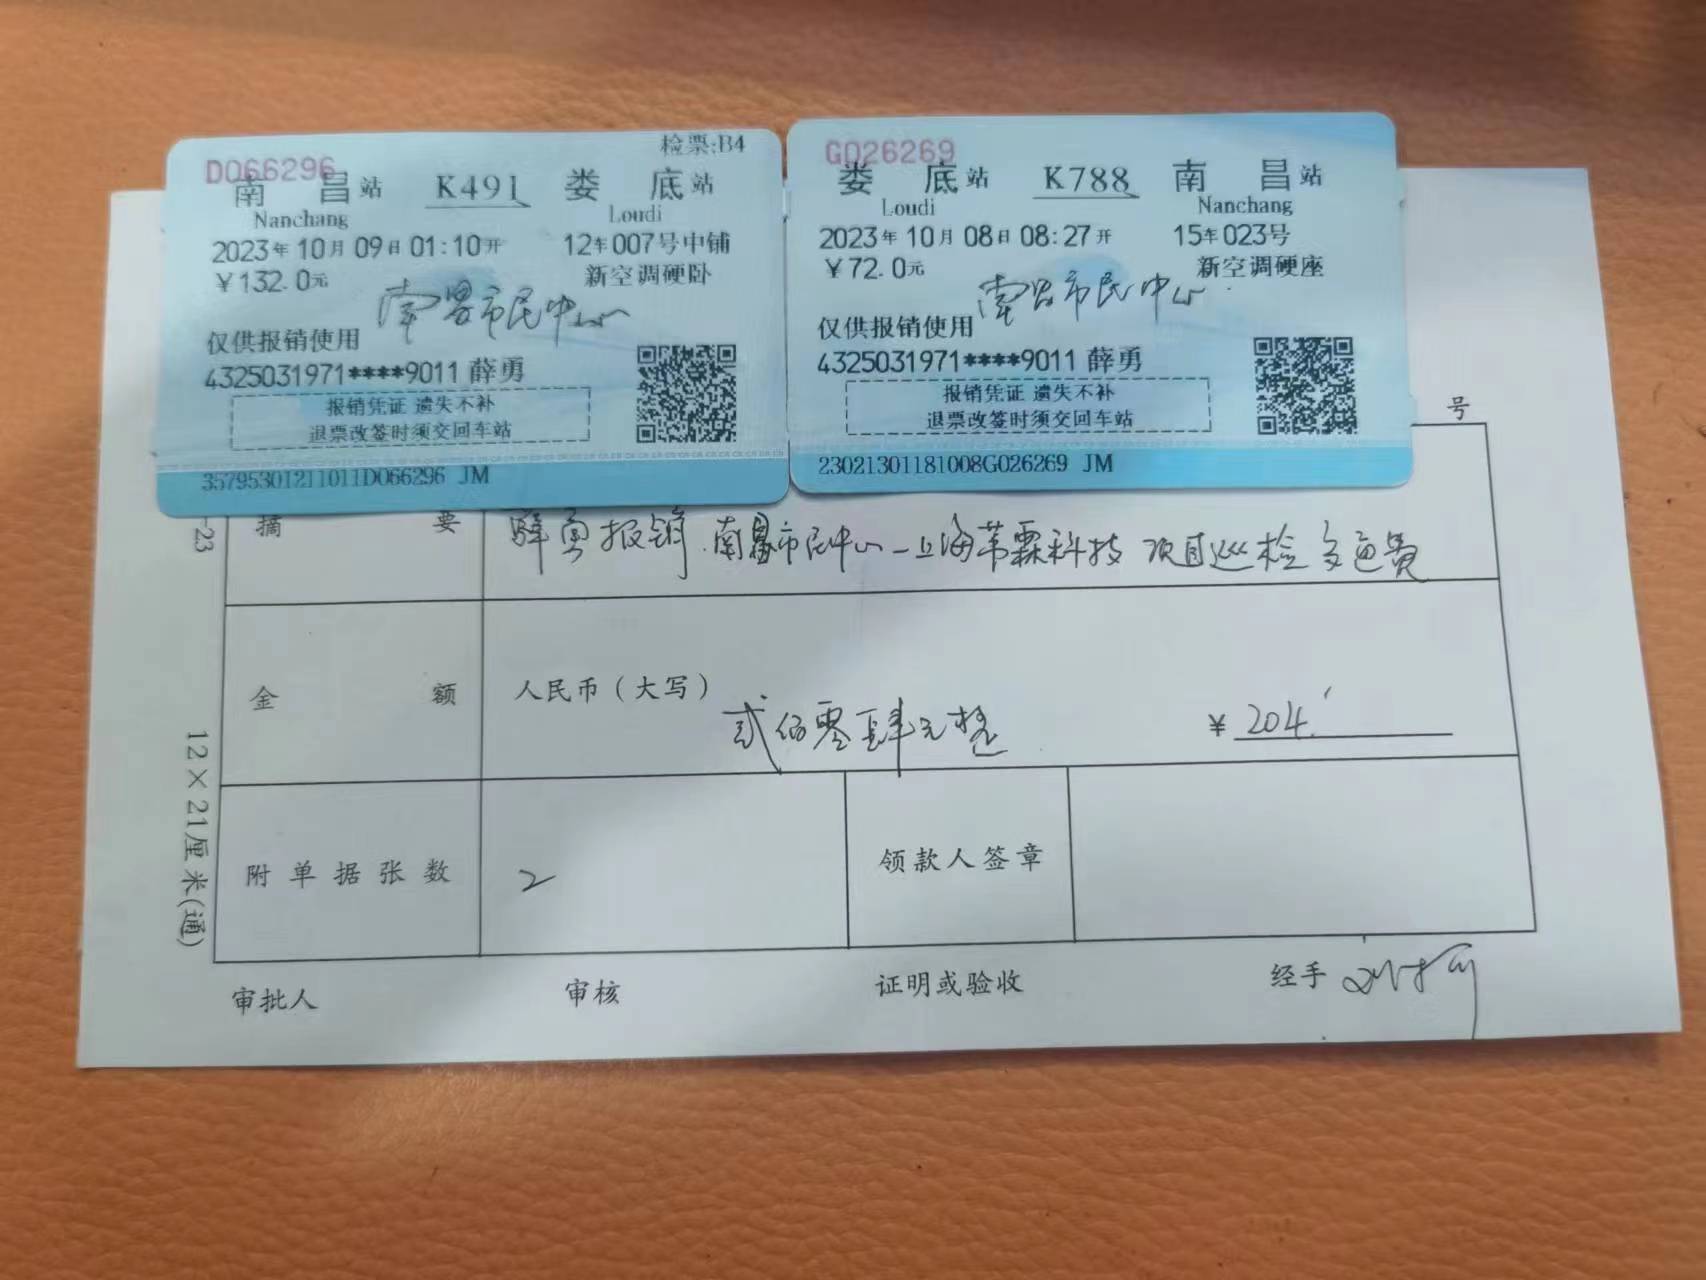 检票:B4
D066296
南昌站 K491 娄底站
Nanchang Loudi
2023年10月09日01:10开 12车007号中铺
￥132.0元 新空调硬卧
南昌市民中心
仅供报销使用
4325031971****9011 薛勇
报销凭证 遗失不补
退票改签时须交回车站
35795301211011D066296 JM
G026269
娄底站 K788 南昌站
Loudi Nanchang
2023年10月08日08:27开 15车023号
￥72.0元 新空调硬座
南昌市民中心
仅供报销使用
4325031971****9011 薛勇
报销凭证 遗失不补
退票改签时须交回车站
23021301181008G026269 JM
号
摘要 薛勇报销.南昌市民中心-上海芾霖科技 项目巡检交通费
金额 人民币(大写) 贰佰零肆元整 ￥204.
附单据张数 2 领款人签章
审批人 审核 证明或验收 经手
-23
12×21厘米(通)